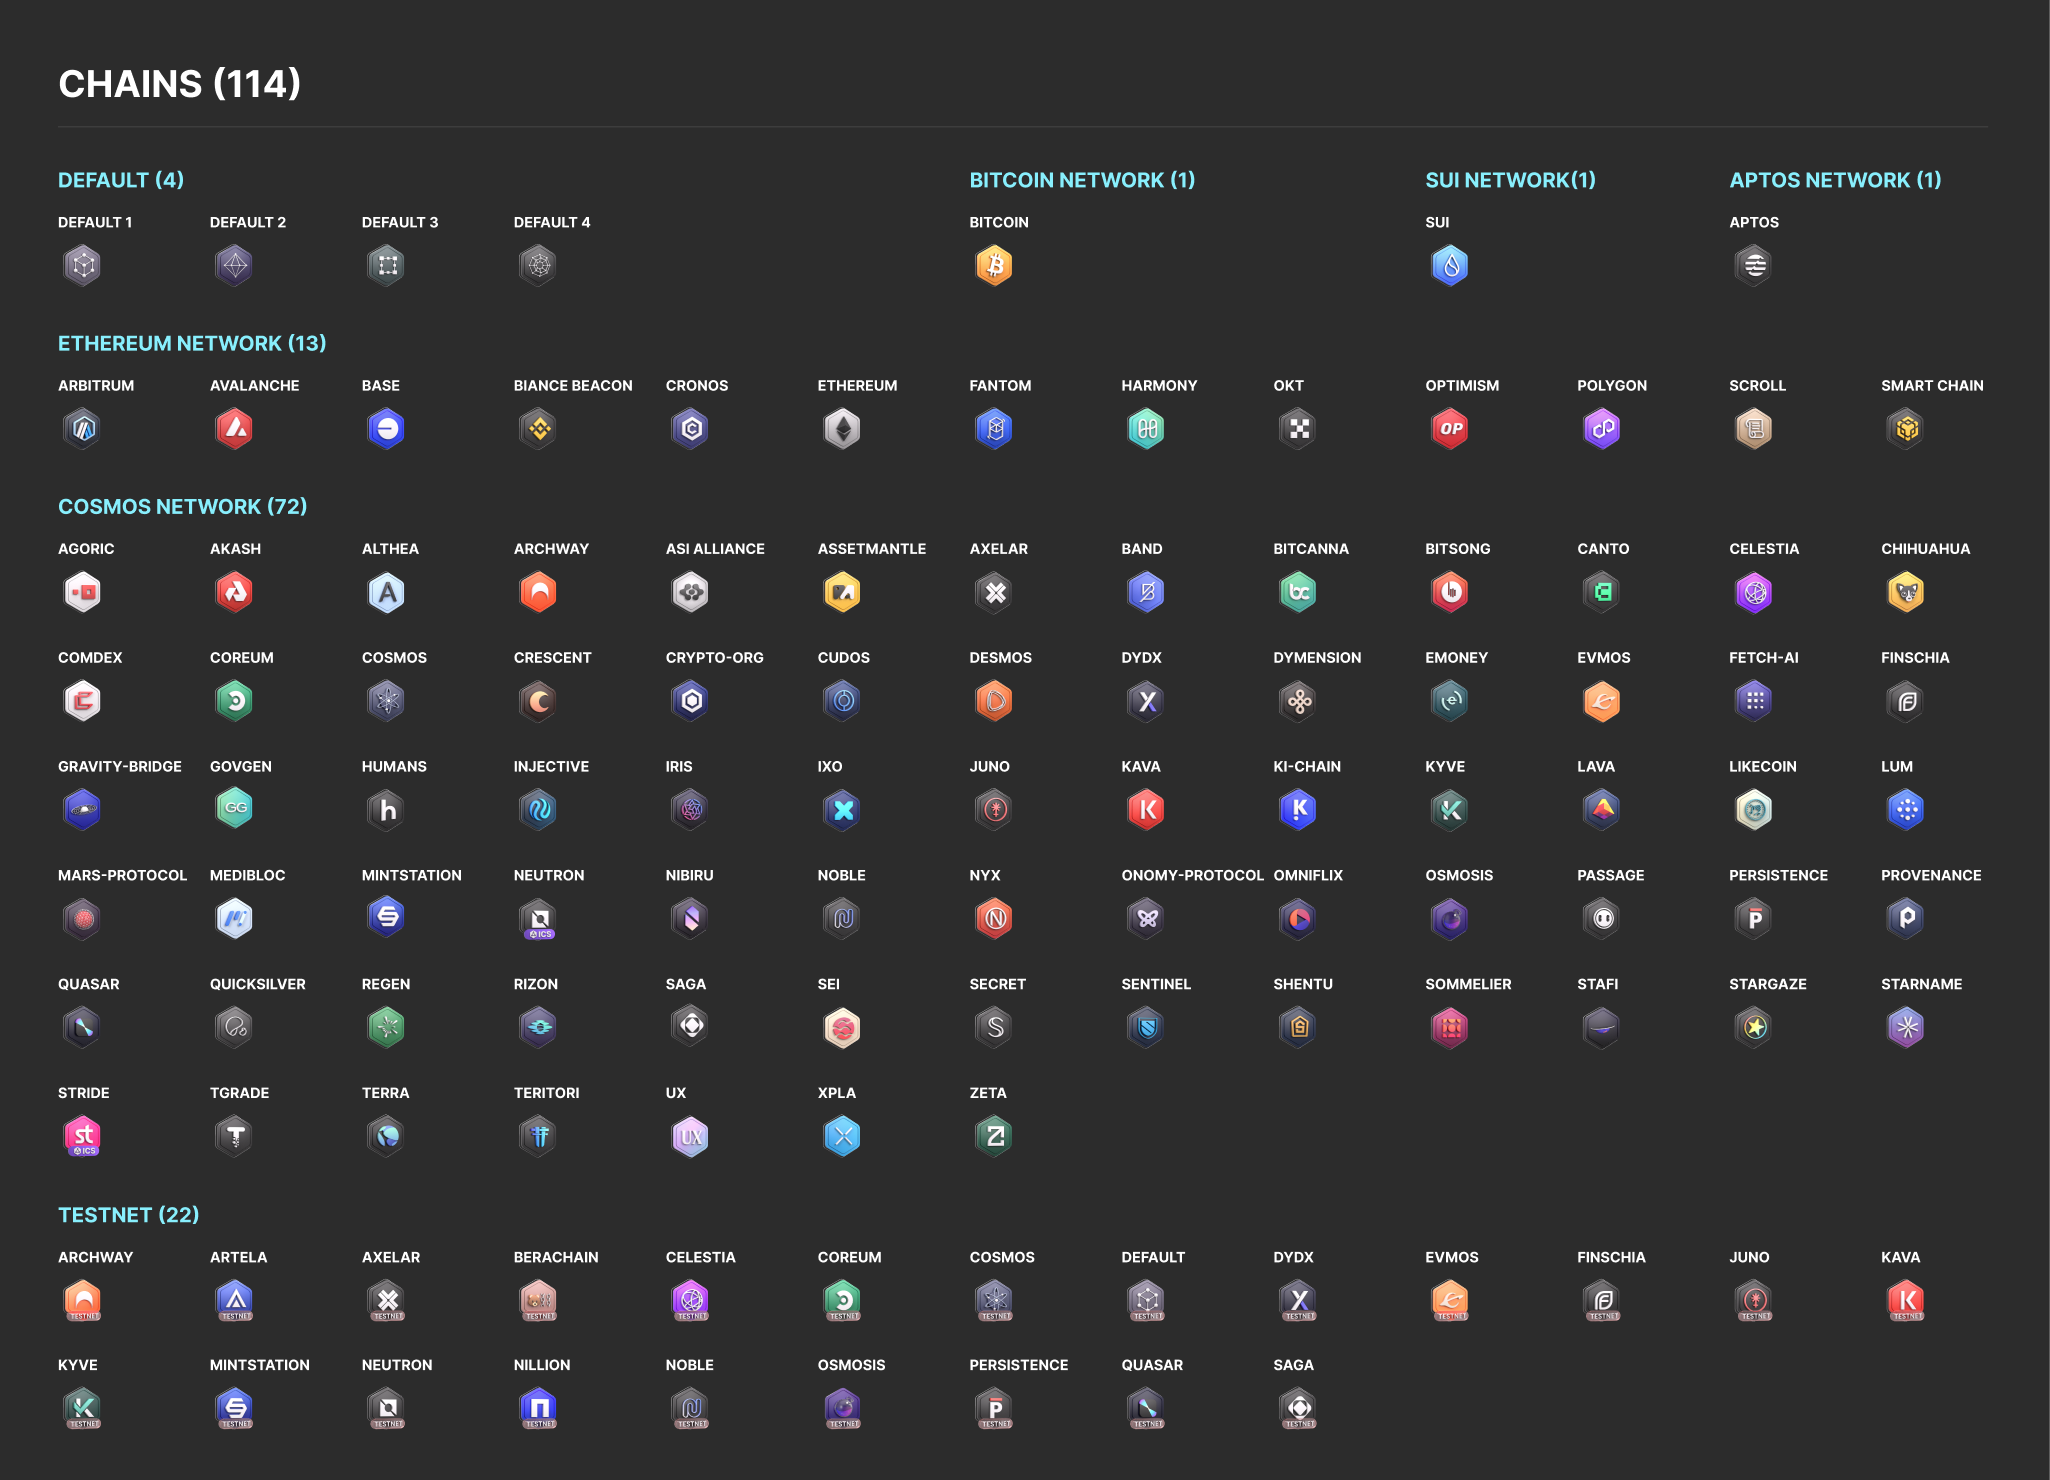 CHAINS (114)
DEFAULT (4) BITCOIN NETWORK (1) SUI NETWORK(1) APTOS NETWORK (1)
DEFAULT 1 DEFAULT 2 DEFAULT 3 DEFAULT 4 BITCOIN SUI APTOS
ETHEREUM NETWORK (13)
ARBITRUM AVALANCHE BASE BIANCE BEACON CRONOS ETHEREUM FANTOM HARMONY OKT OPTIMISM POLYGON SCROLL SMART CHAIN
OP
COSMOS NETWORK (72)
AGORIC AKASH ALTHEA ARCHWAY ASI ALLIANCE ASSETMANTLE AXELAR BAND BITCANNA BITSONG CANTO CELESTIA CHIHUAHUA
A bc
COMDEX COREUM COSMOS CRESCENT CRYPTO-ORG CUDOS DESMOS DYDX DYMENSION EMONEY EVMOS FETCH-AI FINSCHIA
X e
GRAVITY-BRIDGE GOVGEN HUMANS INJECTIVE IRIS IXO JUNO KAVA KI-CHAIN KYVE LAVA LIKECOIN LUM
GG h K K K
MARS-PROTOCOL MEDIBLOC MINTSTATION NEUTRON NIBIRU NOBLE NYX ONOMY-PROTOCOL OMNIFLIX OSMOSIS PASSAGE PERSISTENCE PROVENANCE
ICS N P P
QUASAR QUICKSILVER REGEN RIZON SAGA SEI SECRET SENTINEL SHENTU SOMMELIER STAFI STARGAZE STARNAME
S S
STRIDE TGRADE TERRA TERITORI UX XPLA ZETA
st T UX X Z
ICS
TESTNET (22)
ARCHWAY ARTELA AXELAR BERACHAIN CELESTIA COREUM COSMOS DEFAULT DYDX EVMOS FINSCHIA JUNO KAVA
X K
TESTNET TESTNET TESTNET TESTNET TESTNET TESTNET TESTNET TESTNET TESTNET TESTNET TESTNET TESTNET TESTNET
KYVE MINTSTATION NEUTRON NILLION NOBLE OSMOSIS PERSISTENCE QUASAR SAGA
K P
TESTNET TESTNET TESTNET TESTNET TESTNET TESTNET TESTNET TESTNET TESTNET